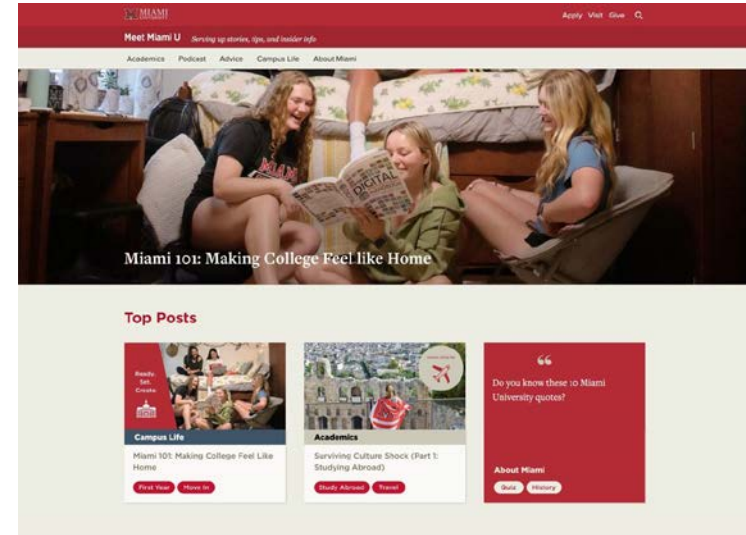 MIAMI
UNIVERSITY
Apply Visit Give
Meet Miami U Serving up stories, tips, and insider info
Academics Podcast Advice Campus Life About Miami
MIAMI
DIGITAL
Miami 101: Making College Feel like Home
Top Posts
Ready.
Set.
Create.
Campus Life
Miami 101: Making College Feel Like
Home
First Year Move In
Academics
Surviving Culture Shock (Part 1:
Studying Abroad)
Study Abroad Travel
“
Do you know these 10 Miami
University quotes?
About Miami
Quiz History